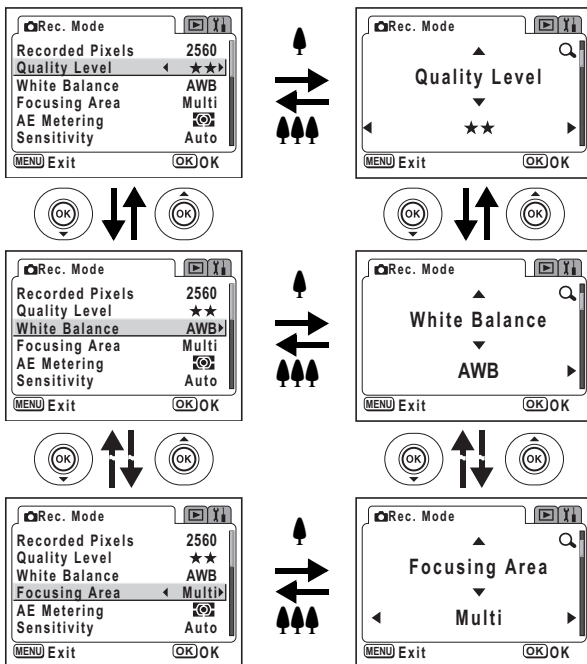 Rec. Mode
Recorded Pixels 2560
Quality Level ★★
White Balance AWB
Focusing Area Multi
AE Metering
Sensitivity Auto
MENU Exit OK OK
Rec. Mode
Quality Level
★★
MENU Exit OK OK
OK OK
OK OK
Rec. Mode
Recorded Pixels 2560
Quality Level ★★
White Balance AWB
Focusing Area Multi
AE Metering
Sensitivity Auto
MENU Exit OK OK
Rec. Mode
White Balance
AWB
MENU Exit OK OK
OK OK
OK OK
Rec. Mode
Recorded Pixels 2560
Quality Level ★★
White Balance AWB
Focusing Area Multi
AE Metering
Sensitivity Auto
MENU Exit OK OK
Rec. Mode
Focusing Area
Multi
MENU Exit OK OK